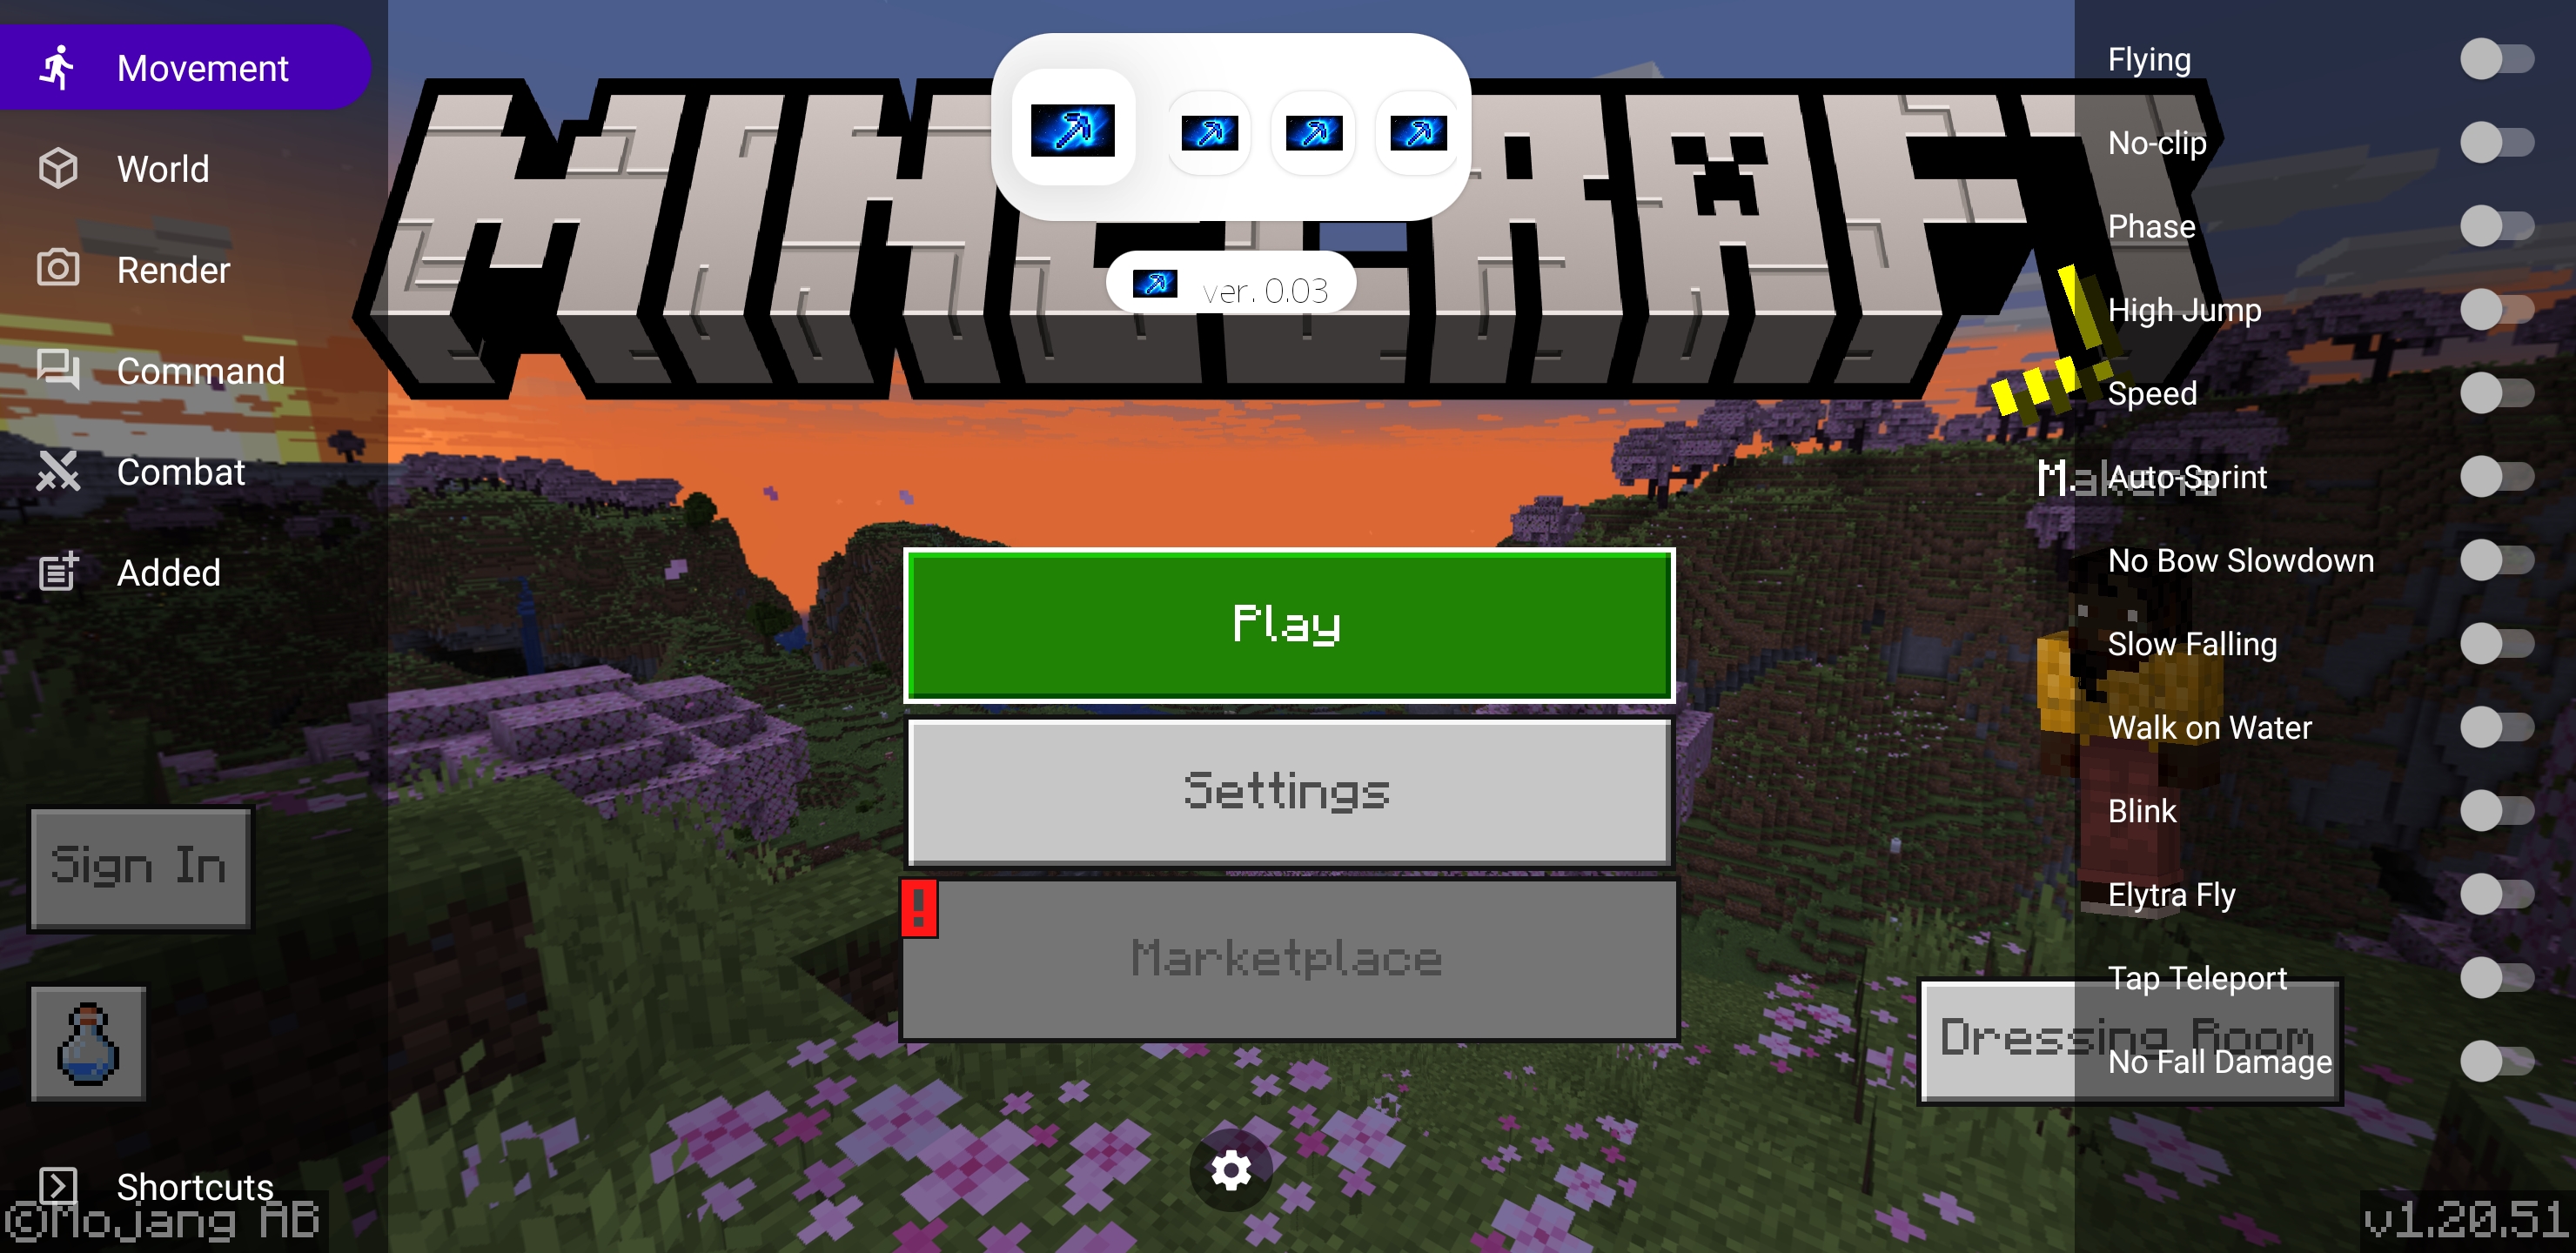 Movement
World
Render
Command
Combat
Added
Sign In
Shortcuts
©Mojang AB
MINECRAFT
ver. 0.03
Play
Settings
!
Marketplace
Dressing Room
Flying
No-clip
Phase
High Jump
Speed
Auto-Sprint
No Bow Slowdown
Slow Falling
Walk on Water
Blink
Elytra Fly
Tap Teleport
No Fall Damage
v1.20.51